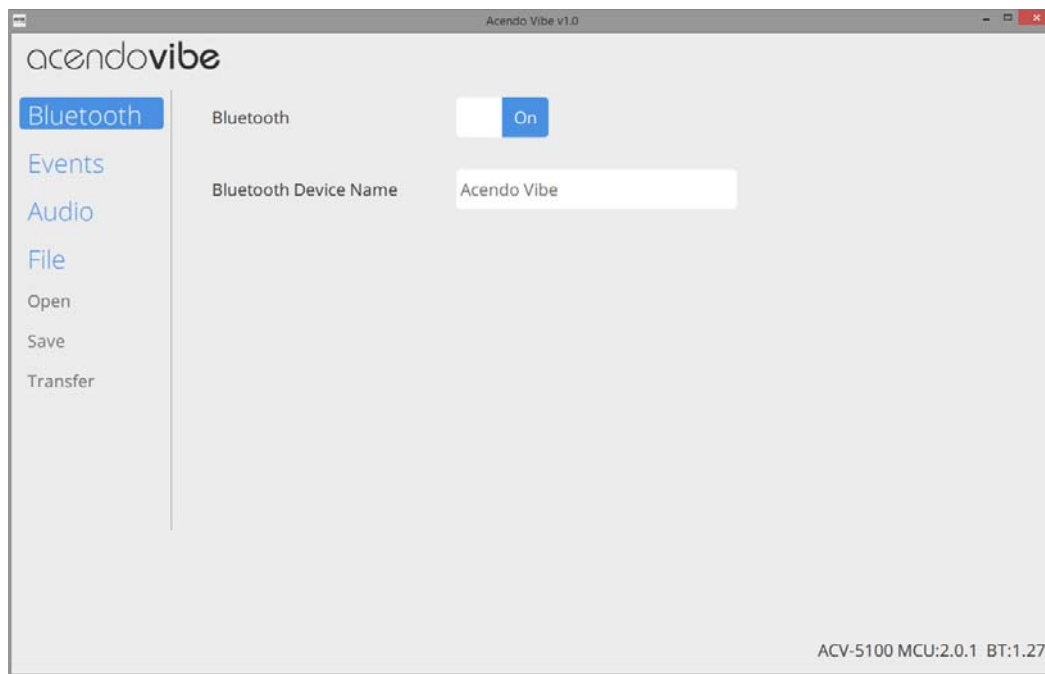 Acendo Vibe v1.0
acendovibe
Bluetooth
Events
Audio
File
Open
Save
Transfer
Bluetooth
On
Bluetooth Device Name
Acendo Vibe
ACV-5100 MCU:2.0.1 BT:1.27